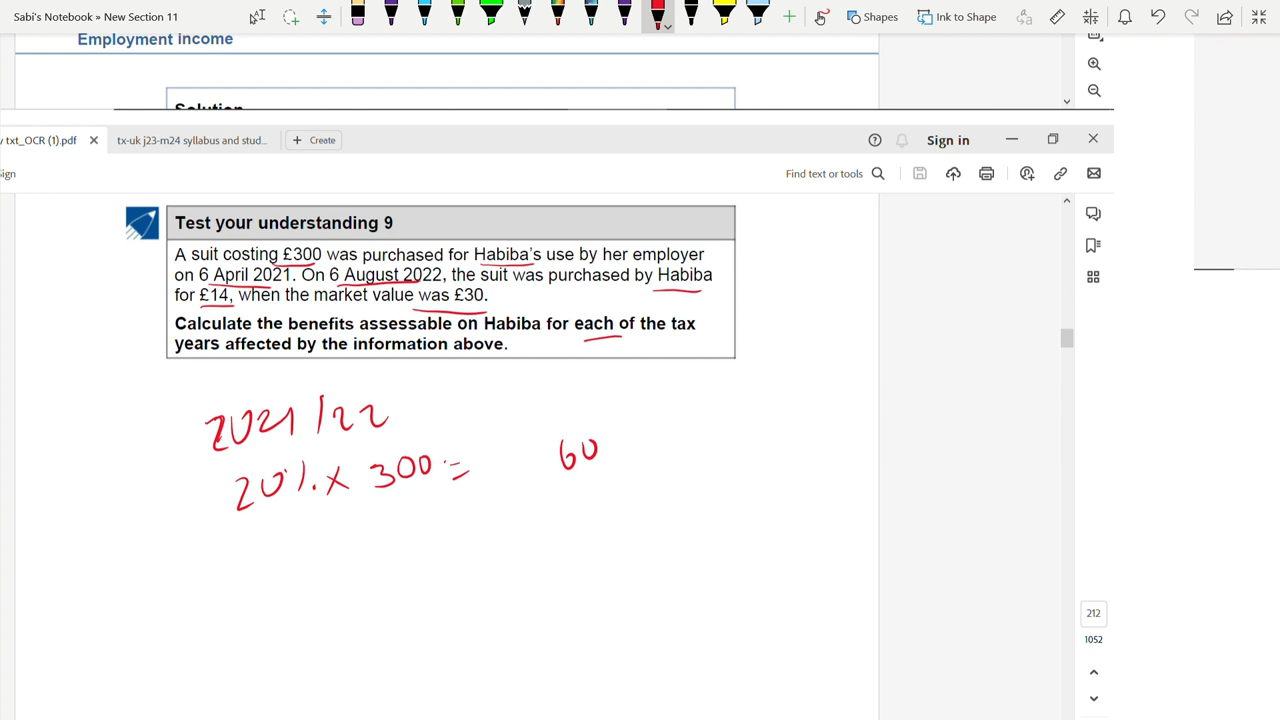 Sabi's Notebook » New Section 11
Shapes
Ink to Shape
Employment income
Solution
y txt_OCR (1).pdf
tx-uk j23-m24 syllabus and stud...
Create
Sign in
Sign
Find text or tools
Test your understanding 9
A suit costing £300 was purchased for Habiba's use by her employer
on 6 April 2021. On 6 August 2022, the suit was purchased by Habiba
for £14, when the market value was £30.
Calculate the benefits assessable on Habiba for each of the tax
years affected by the information above.
2021/22
20% x 300 = 60
212
1052